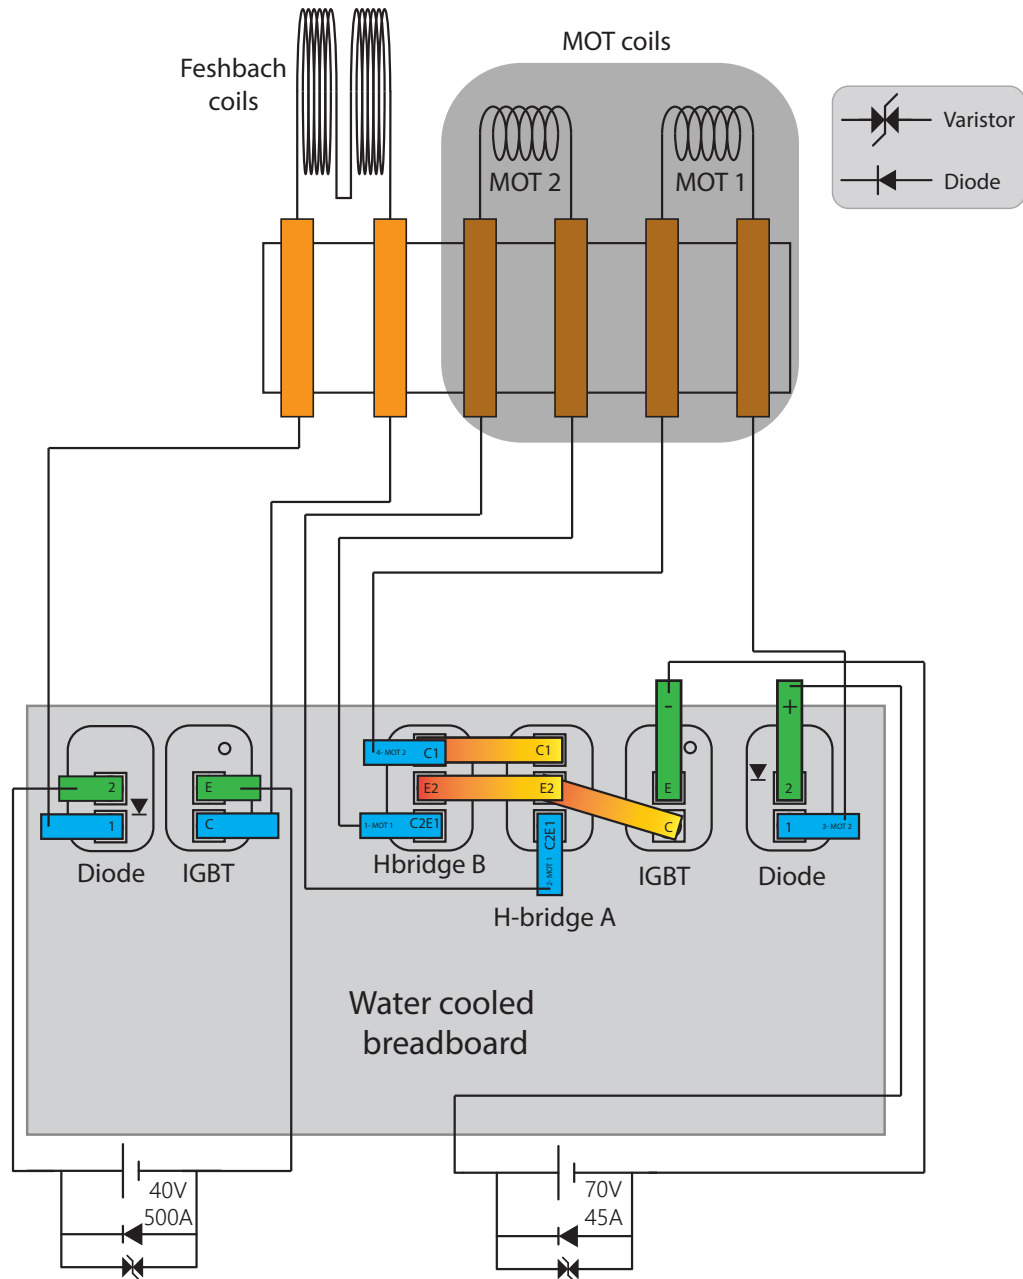 MOT coils
Feshbach
coils
Varistor
Diode
MOT 2
MOT 1
-
+
4- MOT 2
C1
C1
2
E
E2
E2
E
2
1
C
1- MOT 1
C2E1
C2E1
2- MOT 1
C
1
3- MOT 2
Diode
IGBT
Hbridge B
IGBT
Diode
H-bridge A
Water cooled
breadboard
40V
500A
70V
45A